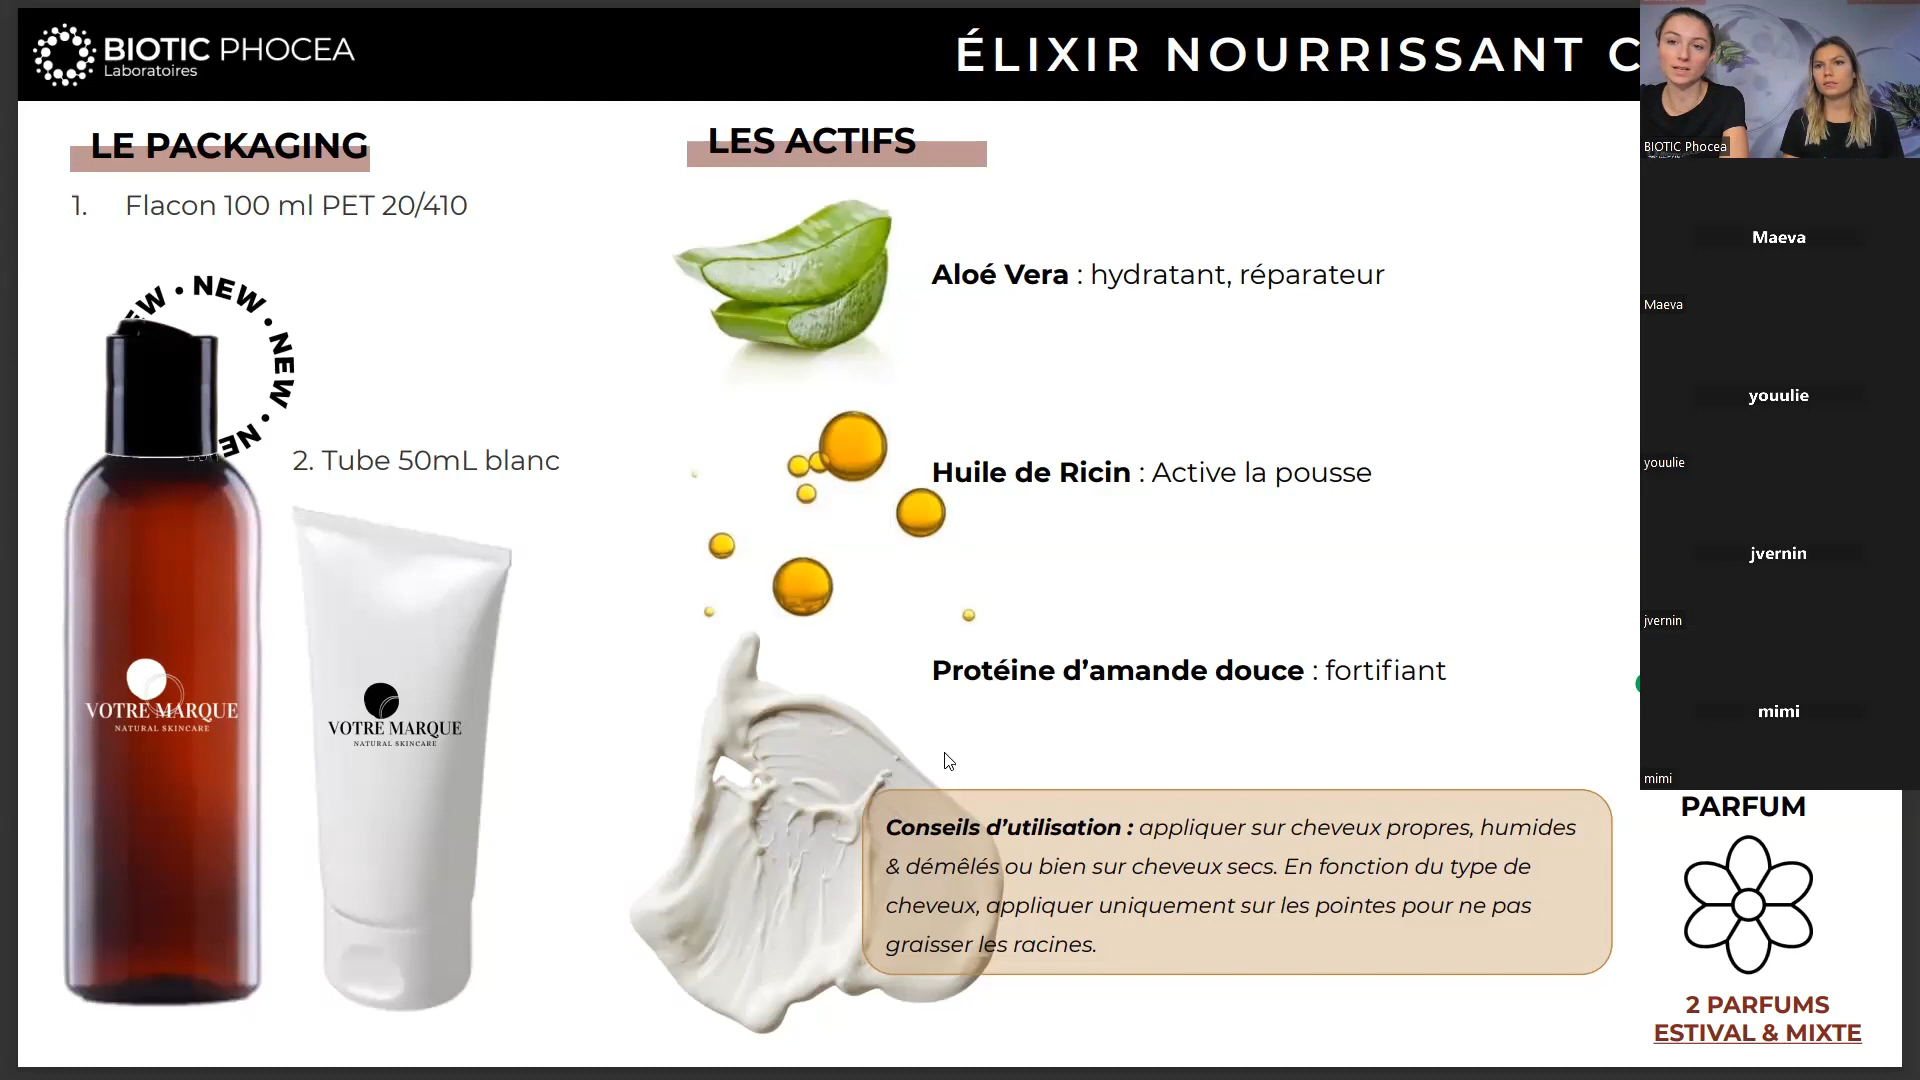 BIOTIC PHOCEA
Laboratoires
ÉLIXIR NOURRISSANT C
LE PACKAGING
1. Flacon 100 ml PET 20/410
EW • NEW • NEW • NE
2. Tube 50mL blanc
VOTRE MARQUE
NATURAL SKINCARE
VOTRE MARQUE
NATURAL SKINCARE
LES ACTIFS
Aloé Vera : hydratant, réparateur
Huile de Ricin : Active la pousse
Protéine d’amande douce : fortifiant
Conseils d’utilisation : appliquer sur cheveux propres, humides
& démêlés ou bien sur cheveux secs. En fonction du type de
cheveux, appliquer uniquement sur les pointes pour ne pas
graisser les racines.
BIOTIC Phocea
Maeva
Maeva
youulie
youulie
jvernin
jvernin
mimi
mimi
PARFUM
2 PARFUMS
ESTIVAL & MIXTE